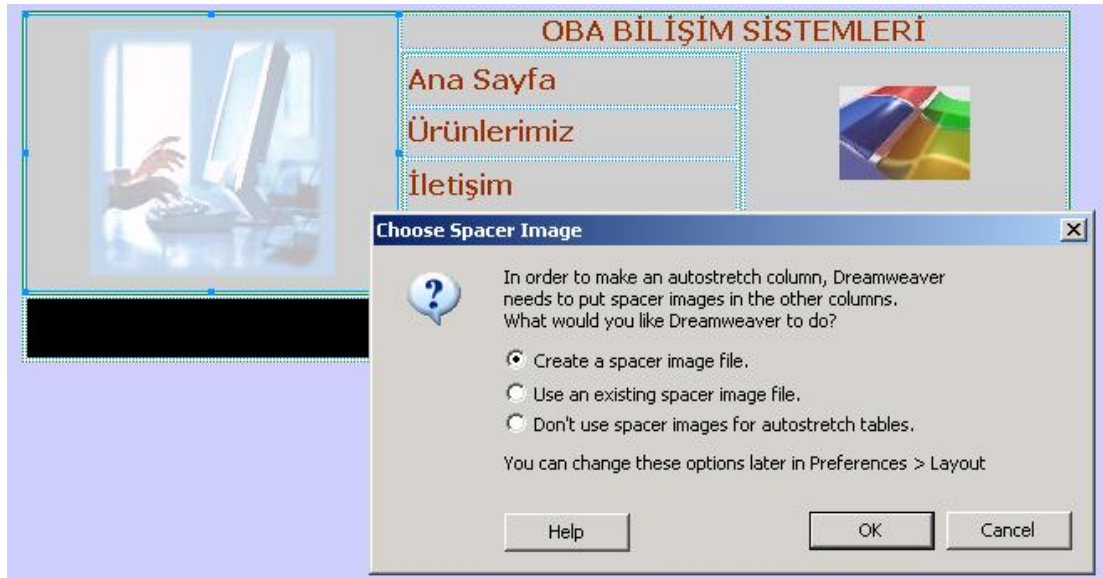 OBA BİLİŞİM SİSTEMLERİ
Ana Sayfa
Ürünlerimiz
İletişim
Choose Spacer Image
In order to make an autostretch column, Dreamweaver
needs to put spacer images in the other columns.
What would you like Dreamweaver to do?
Create a spacer image file.
Use an existing spacer image file.
Don't use spacer images for autostretch tables.
You can change these options later in Preferences > Layout
Help
OK
Cancel